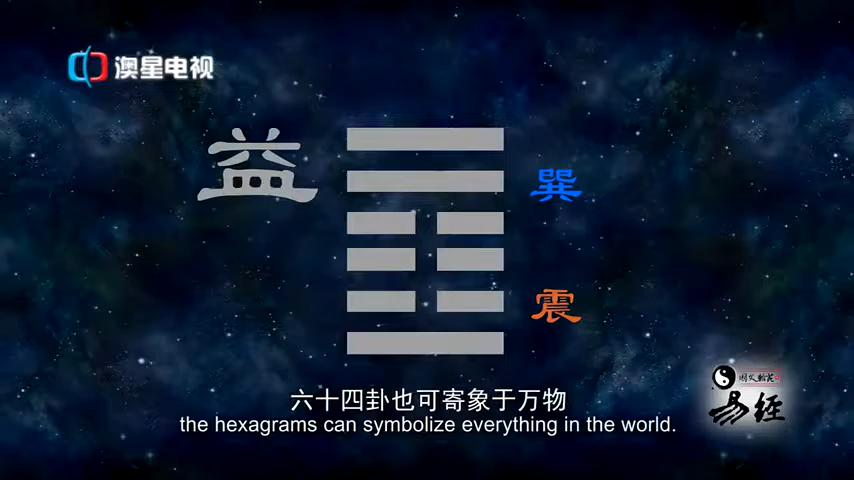 澳星电视
益
巽
震
六十四卦也可寄象于万物
the hexagrams can symbolize everything in the world.
易经